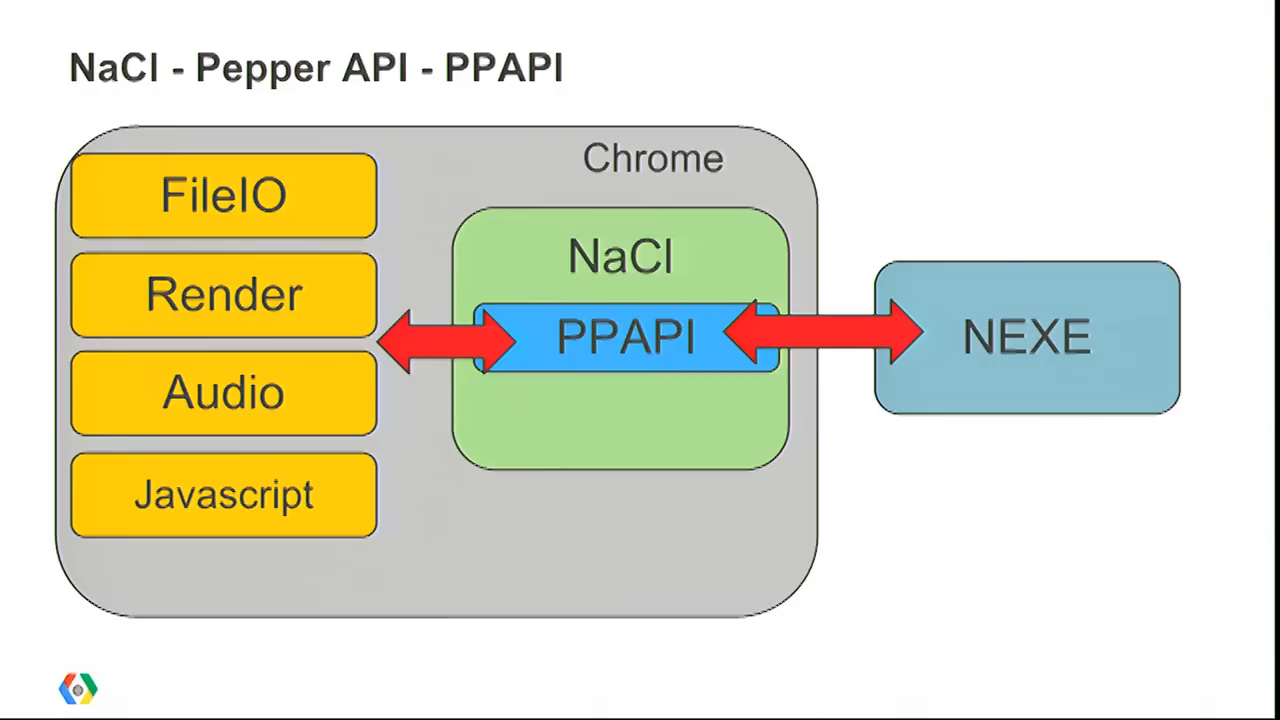 NaCl - Pepper API - PPAPI
Chrome
FileIO
Render
Audio
Javascript
NaCl
PPAPI
NEXE